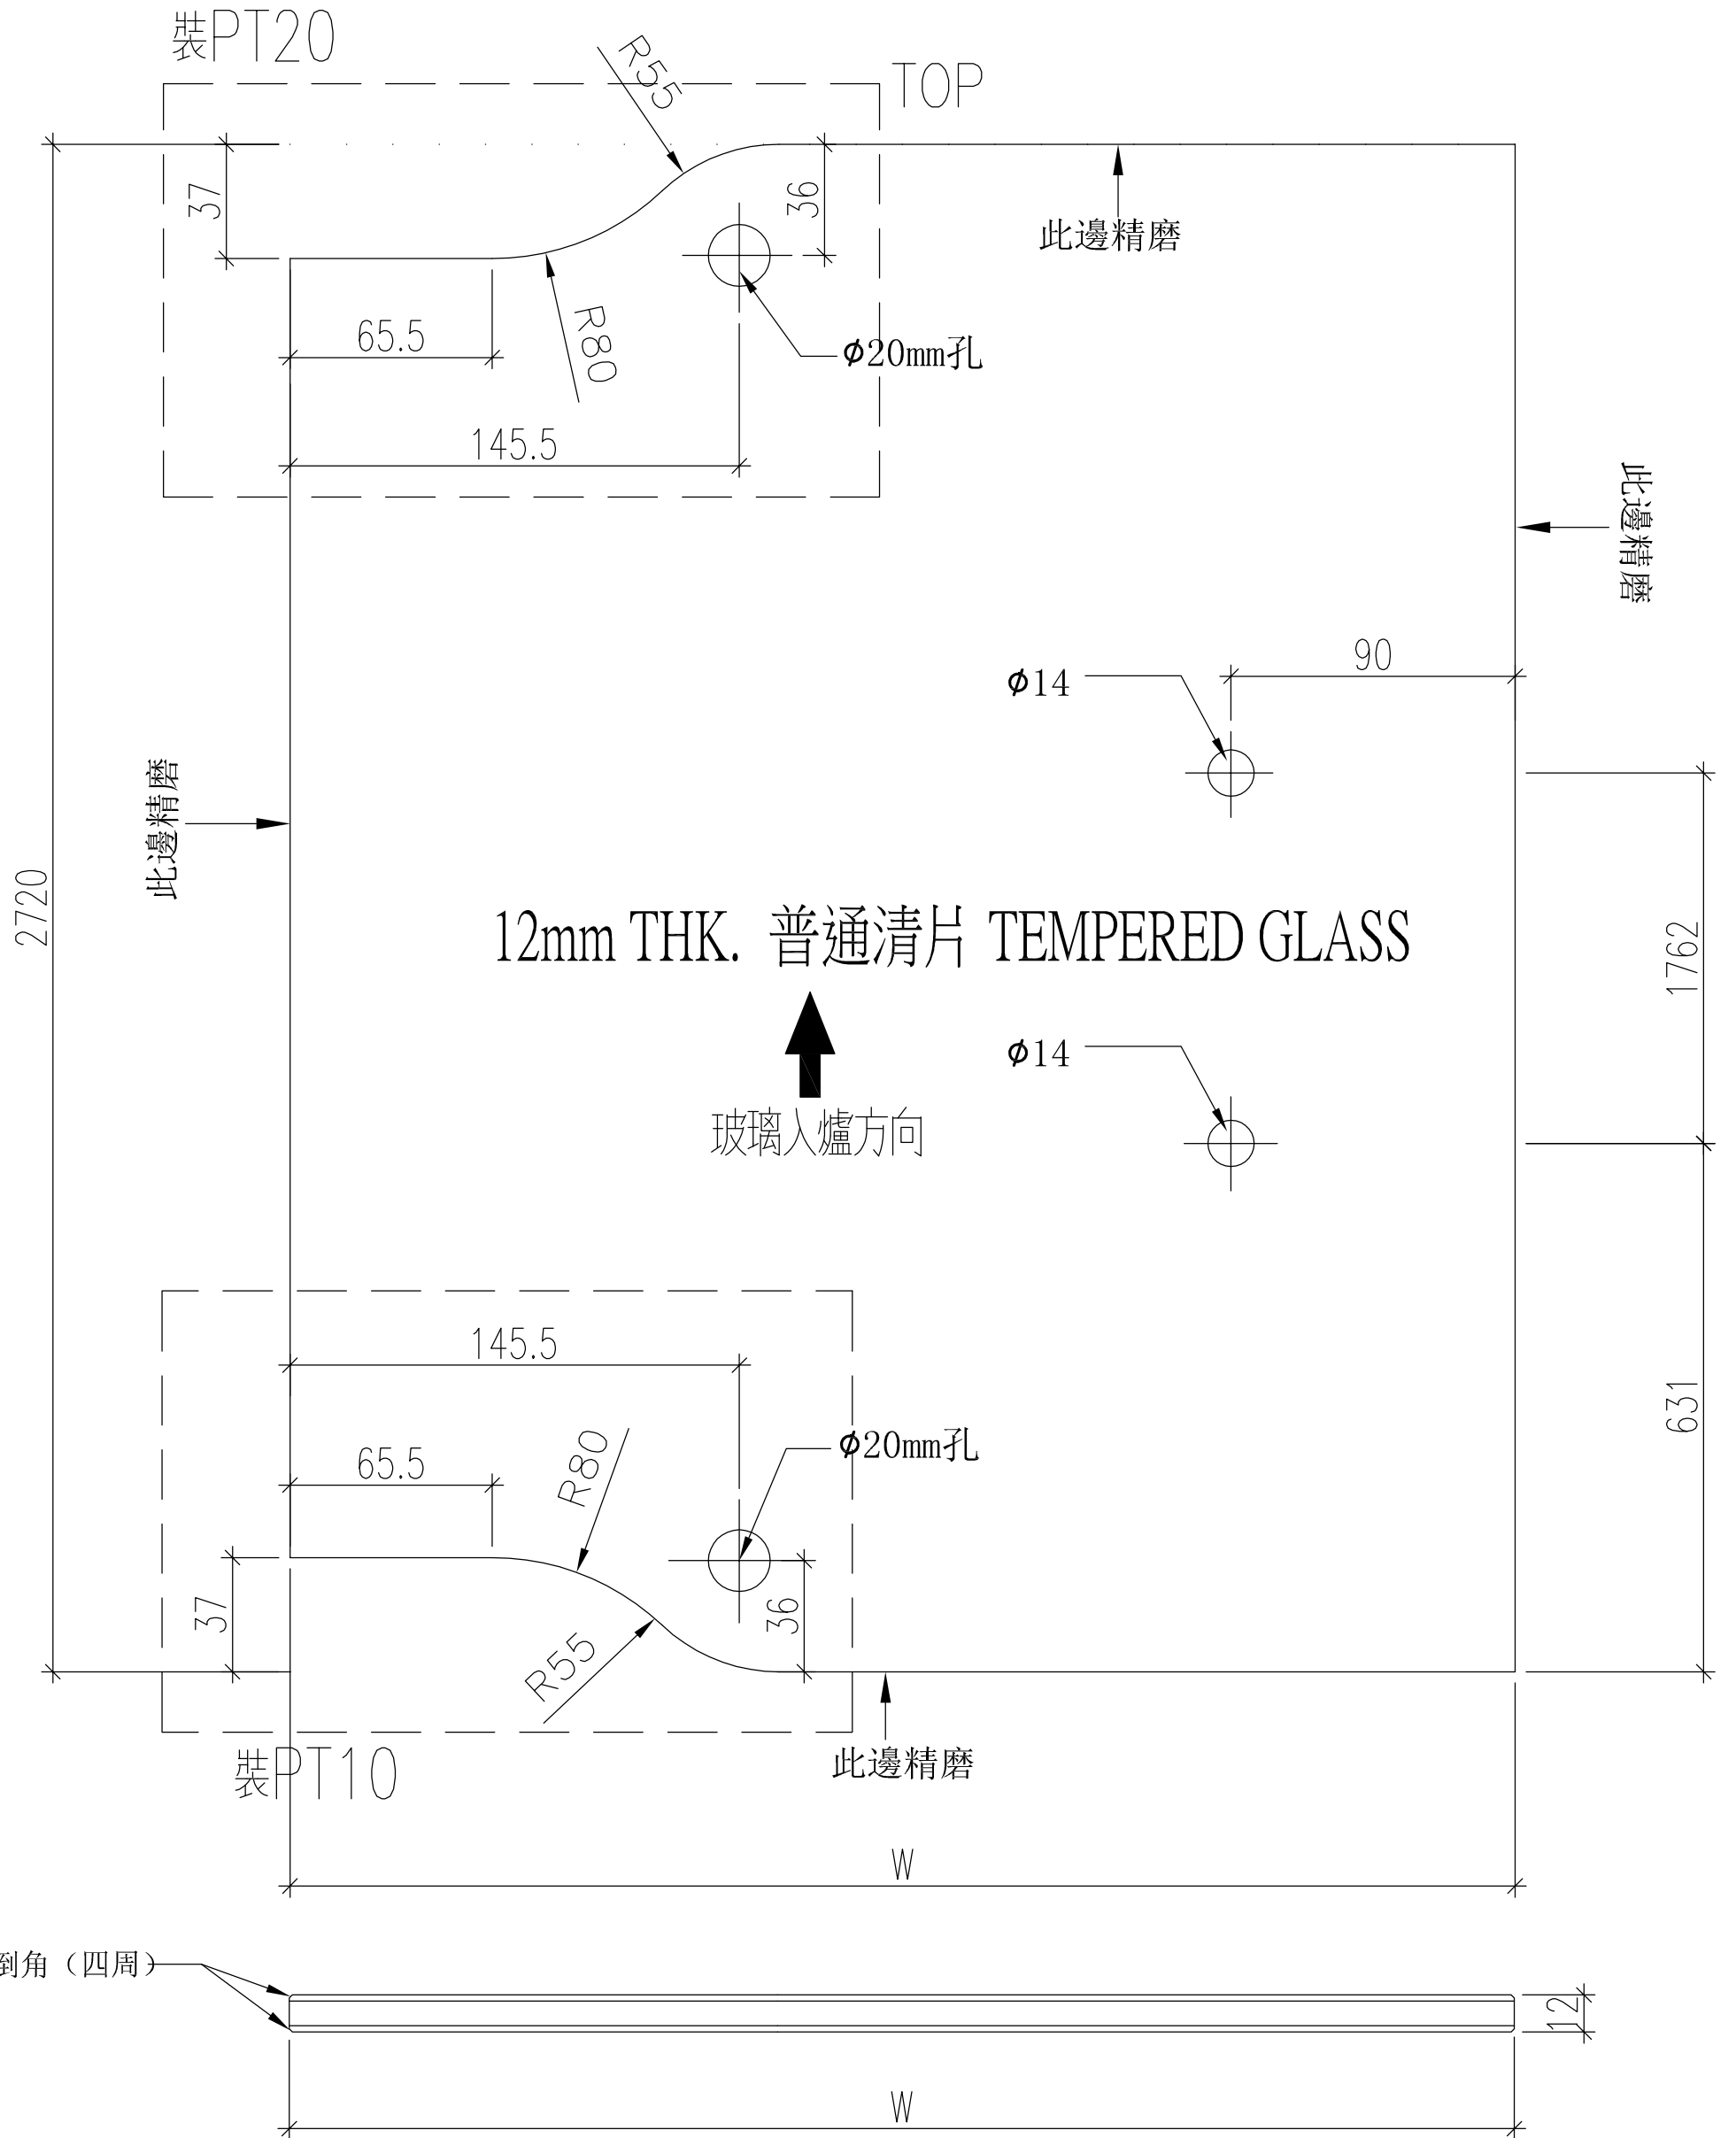 裝PT20
TOP
R55
37
36
此邊精磨
65.5
R80
ϕ20mm孔
145.5
此邊精磨
90
ϕ14
此邊精磨
2720
12mm THK. 普通清片 TEMPERED GLASS
1762
ϕ14
玻璃入爐方向
145.5
631
65.5
R80
ϕ20mm孔
37
36
R55
裝PT10
此邊精磨
W
倒角（四周）
12
W